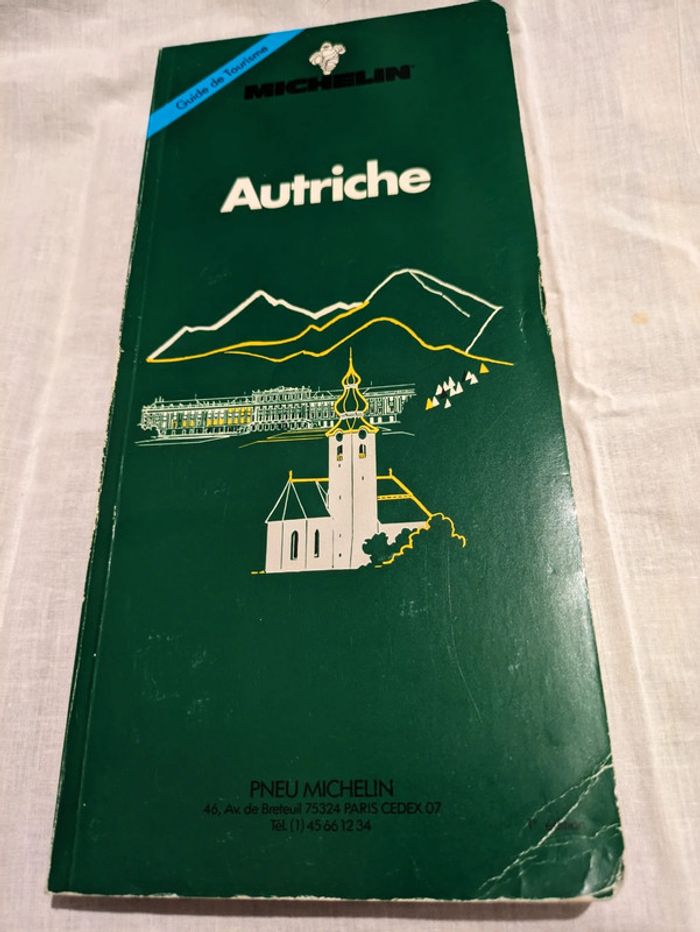 Guide de Tourisme
MICHELIN
Autriche
PNEU MICHELIN
46, Av. de Breteuil 75324 PARIS CEDEX 07
Tél. (1) 45 66 12 34